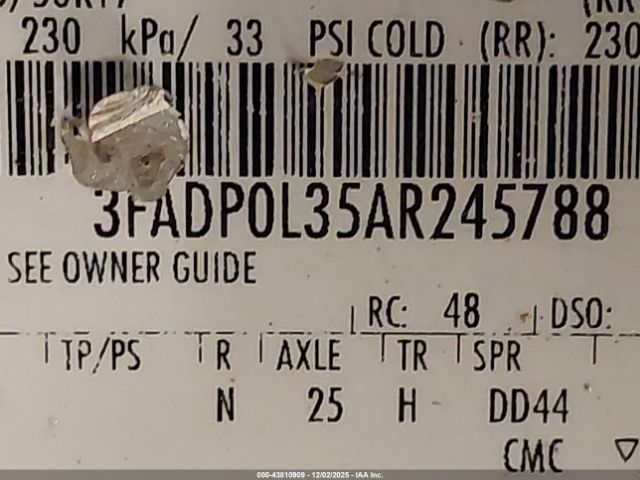 230 kPa/ 33 PSI COLD (RR): 230
3FADP0L35AR245788
SEE OWNER GUIDE
RC: 48 DSO:
TP/PS R AXLE TR SPR
N 25 H DD44
CMC
000-43810909 - 12/02/2025 - IAA Inc.